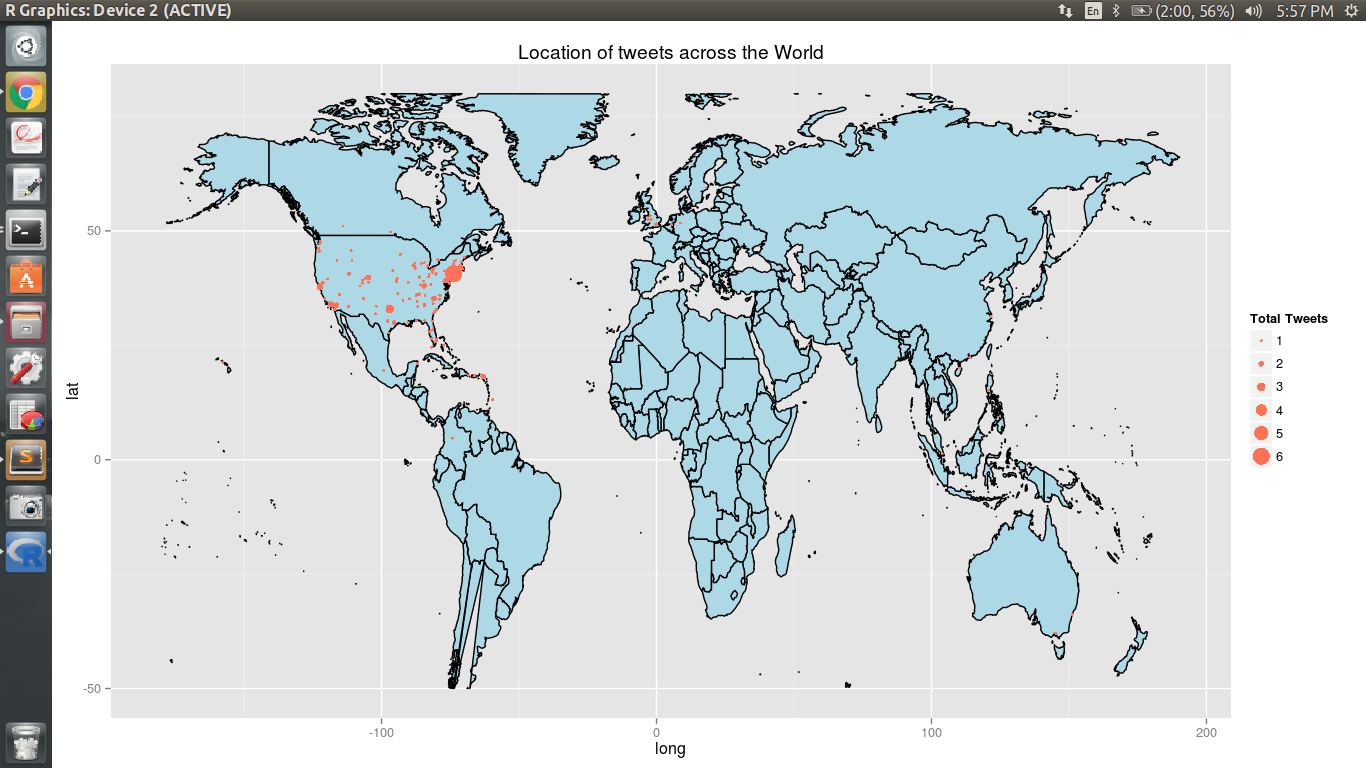 R Graphics: Device 2 (ACTIVE)
En
(2:00, 56%)
5:57 PM
Location of tweets across the World
lat
50
0
-50
-100
0
100
200
long
Total Tweets
1
2
3
4
5
6